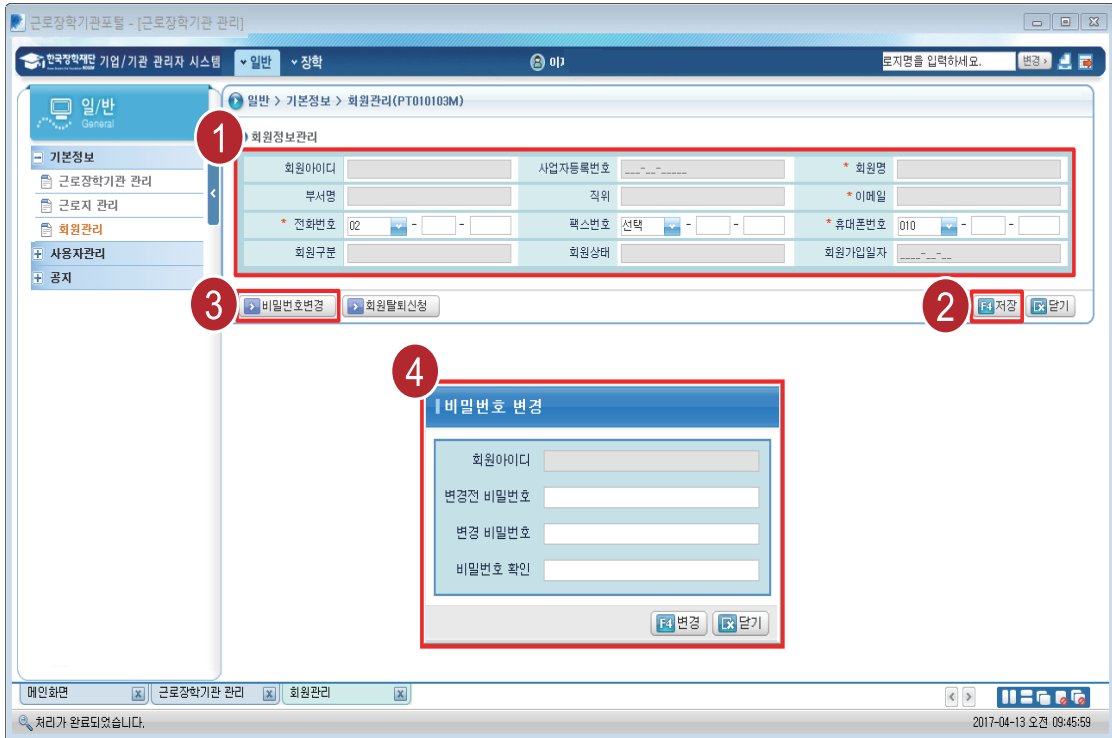 근로장학기관포털 - [근로장학기관 관리]
한국장학재단 기업/기관 관리자 시스템 일반 장학 이 로지명을 입력하세요. 변경
일/반
General
기본정보
근로장학기관 관리
근로지 관리
회원관리
사용자관리
공지
일반 > 기본정보 > 회원관리(PT010103M)
1
회원정보관리
회원아이디 사업자등록번호 ___-__-_____ * 회원명
부서명 직위 * 이메일
* 전화번호 02 - - 팩스번호 선택 - - * 휴대폰번호 010 - -
회원구분 회원상태 회원가입일자 ____-__-__
3 비밀번호변경 회원탈퇴신청 2 F4 저장 닫기
4
비밀번호 변경
회원아이디
변경전 비밀번호
변경 비밀번호
비밀번호 확인
F4 변경 닫기
메인화면 근로장학기관 관리 회원관리
처리가 완료되었습니다. 2017-04-13 오전 09:45:59